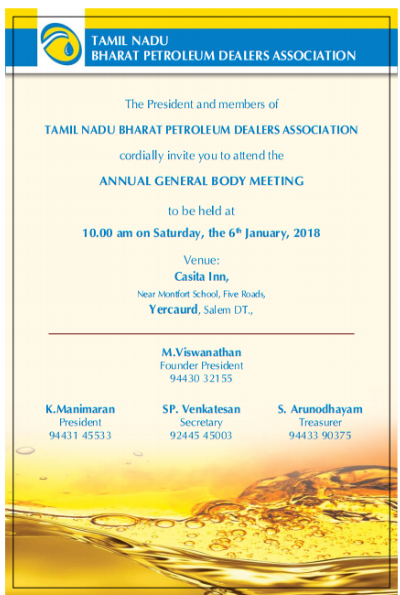 TAMIL NADU
BHARAT PETROLEUM DEALERS ASSOCIATION
The President and members of
TAMIL NADU BHARAT PETROLEUM DEALERS ASSOCIATION
cordially invite you to attend the
ANNUAL GENERAL BODY MEETING
to be held at
10.00 am on Saturday, the 6th January, 2018
Venue:
Casita Inn,
Near Montfort School, Five Roads,
Yercaurd, Salem DT.,
M.Viswanathan
Founder President
94430 32155
K.Manimaran
President
94431 45533
SP. Venkatesan
Secretary
92445 45003
S. Arunodhayam
Treasurer
94433 90375